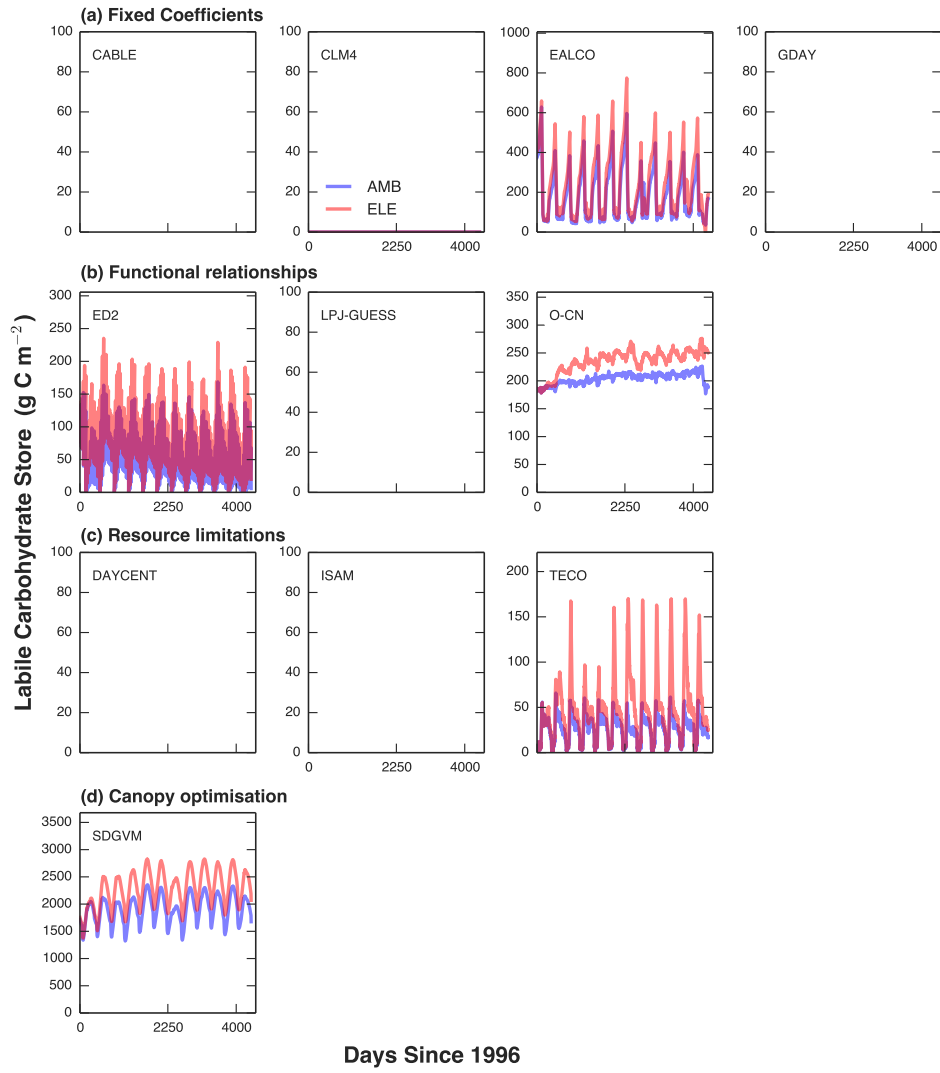 (a) Fixed Coefficients
CABLE
100
80
60
40
20
0
CLM4
100
80
60
40
20
0
AMB
ELE
0 2250 4000
EALCO
1000
800
600
400
200
0
GDAY
100
80
60
40
20
0
0 2250 4000
(b) Functional relationships
ED2
300
250
200
150
100
50
0
0 2250 4000
LPJ-GUESS
100
80
60
40
20
0
O-CN
350
300
250
200
150
100
50
0
0 2250 4000
(c) Resource limitations
DAYCENT
100
80
60
40
20
0
ISAM
100
80
60
40
20
0
0 2250 4000
TECO
200
150
100
50
0
(d) Canopy optimisation
SDGVM
3500
3000
2500
2000
1500
1000
500
0
0 2250 4000
Labile Carbohydrate Store (g C m⁻²)
Days Since 1996